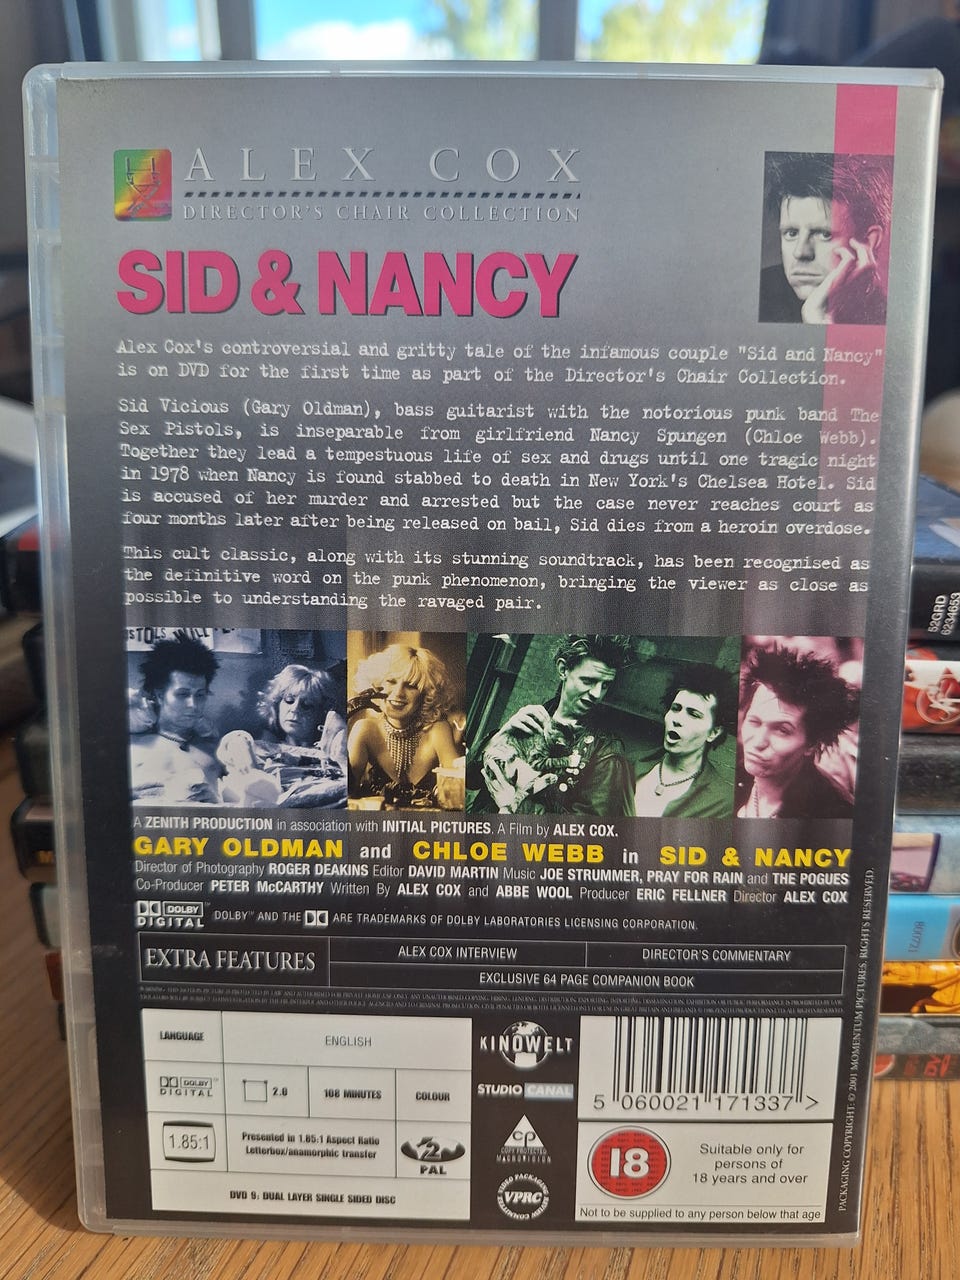 ALEX COX
DIRECTOR'S CHAIR COLLECTION
SID & NANCY
Alex Cox's controversial and gritty tale of the infamous couple "Sid and Nancy"
is on DVD for the first time as part of the Director's Chair Collection.
Sid Vicious (Gary Oldman), bass guitarist with the notorious punk band The
Sex Pistols, is inseparable from girlfriend Nancy Spungen (Chloe Webb).
Together they lead a tempestuous life of sex and drugs until one tragic night
in 1978 when Nancy is found stabbed to death in New York's Chelsea Hotel. Sid
is accused of her murder and arrested but the case never reaches court as
four months later after being released on bail, Sid dies from a heroin overdose.
This cult classic, along with its stunning soundtrack, has been recognised as
the definitive word on the punk phenomenon, bringing the viewer as close as
possible to understanding the ravaged pair.
A ZENITH PRODUCTION in association with INITIAL PICTURES. A Film by ALEX COX.
GARY OLDMAN and CHLOE WEBB in SID & NANCY
Director of Photography ROGER DEAKINS Editor DAVID MARTIN Music JOE STRUMMER, PRAY FOR RAIN and THE POGUES
Co-Producer PETER McCARTHY Written By ALEX COX and ABBE WOOL Producer ERIC FELLNER Director ALEX COX
DOLBY DIGITAL DOLBY™ AND THE ARE TRADEMARKS OF DOLBY LABORATORIES LICENSING CORPORATION.
EXTRA FEATURES
ALEX COX INTERVIEW
DIRECTOR'S COMMENTARY
EXCLUSIVE 64 PAGE COMPANION BOOK
LANGUAGE
ENGLISH
DOLBY DIGITAL
2.0
108 MINUTES
COLOUR
1.85:1
Presented in 1.85:1 Aspect Ratio
Letterbox/anamorphic transfer
2
PAL
DVD 9: DUAL LAYER SINGLE SIDED DISC
KINOWELT
STUDIO CANAL
CP
COPY PROTECTED
MACROVISION
VIDEO PACKAGING REVIEW COMMITTEE
VPRC
5 060021 171337 >
18
Suitable only for
persons of
18 years and over
Not to be supplied to any person below that age
PACKAGING COPYRIGHT: © 2001 MOMENTUM PICTURES. RIGHTS RESERVED.
52GRD
6234653
800721